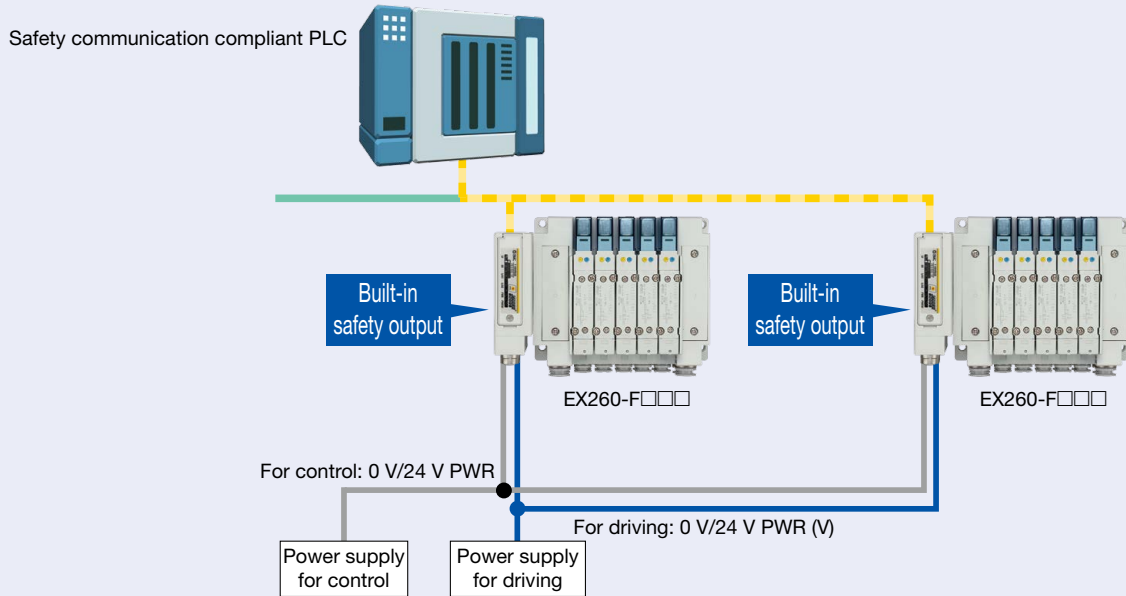 Safety communication compliant PLC
Built-in
safety output
Built-in
safety output
EX260-F□□□
EX260-F□□□
For control: 0 V/24 V PWR
For driving: 0 V/24 V PWR (V)
Power supply
for control
Power supply
for driving